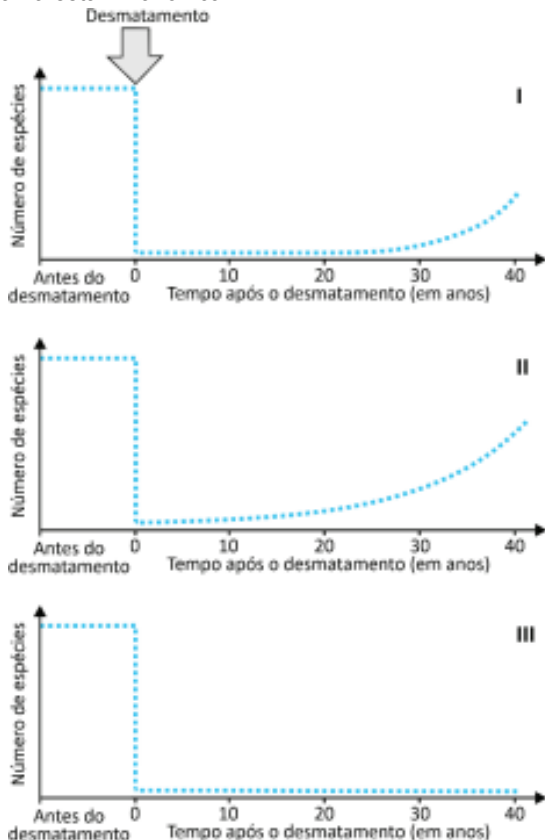 Desmatamento
Número de espécies
I
Antes do desmatamento
0 10 20 30 40
Tempo após o desmatamento (em anos)
Número de espécies
II
Antes do desmatamento
0 10 20 30 40
Tempo após o desmatamento (em anos)
Número de espécies
III
Antes do desmatamento
0 10 20 30 40
Tempo após o desmatamento (em anos)